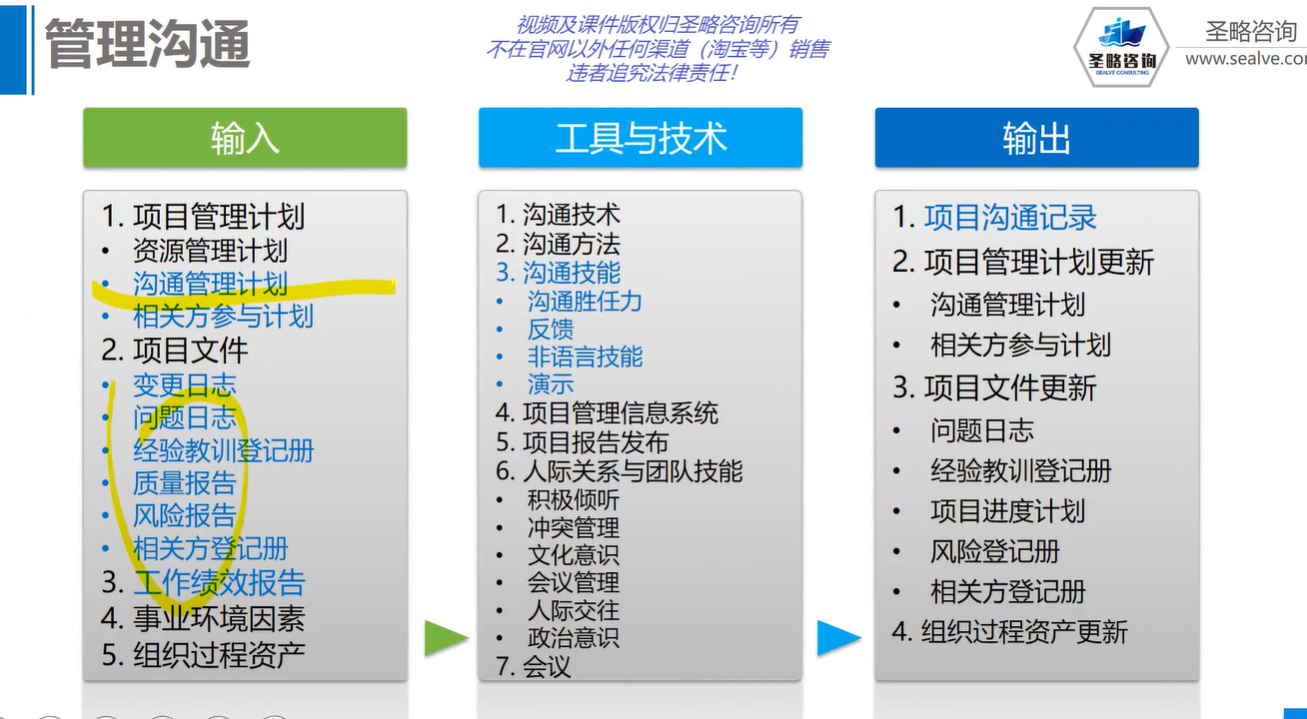 管理沟通
视频及课件版权归圣略咨询所有
不在官网以外任何渠道（淘宝等）销售
违者追究法律责任！
圣略咨询
SEALVE CONSULTING
圣略咨询
www.sealve.co
输入
1. 项目管理计划
• 资源管理计划
• 沟通管理计划
• 相关方参与计划
2. 项目文件
• 变更日志
• 问题日志
• 经验教训登记册
• 质量报告
• 风险报告
• 相关方登记册
3. 工作绩效报告
4. 事业环境因素
5. 组织过程资产
工具与技术
1. 沟通技术
2. 沟通方法
3. 沟通技能
• 沟通胜任力
• 反馈
• 非语言技能
• 演示
4. 项目管理信息系统
5. 项目报告发布
6. 人际关系与团队技能
• 积极倾听
• 冲突管理
• 文化意识
• 会议管理
• 人际交往
• 政治意识
7. 会议
输出
1. 项目沟通记录
2. 项目管理计划更新
• 沟通管理计划
• 相关方参与计划
3. 项目文件更新
• 问题日志
• 经验教训登记册
• 项目进度计划
• 风险登记册
• 相关方登记册
4. 组织过程资产更新